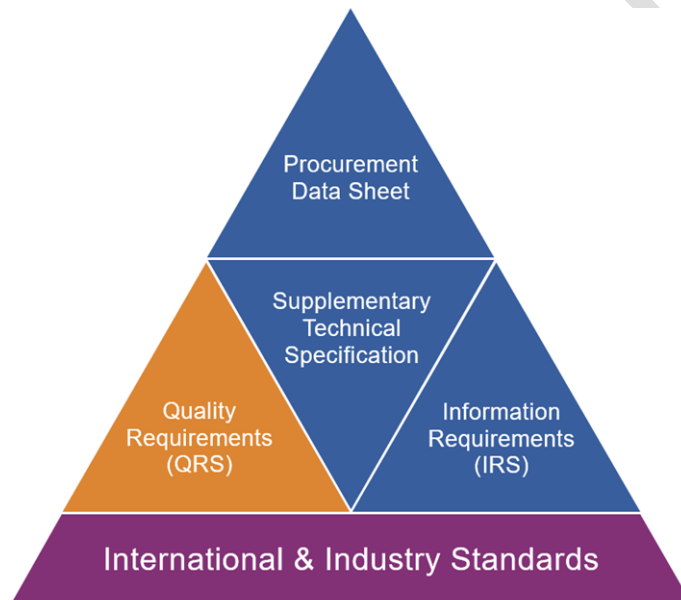 Procurement
Data Sheet
Supplementary
Technical
Specification
Quality
Requirements
(QRS)
Information
Requirements
(IRS)
International & Industry Standards